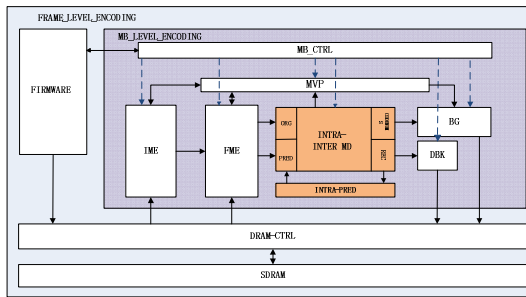 FRAME_LEVEL_ENCODING
MB_LEVEL_ENCODING
MB_CTRL
FIRMWARE
MVP
IME
FME
ORG
PRED
INTRA-
INTER MD
REC
BG
DBK
INTRA-PRED
DRAM-CTRL
SDRAM